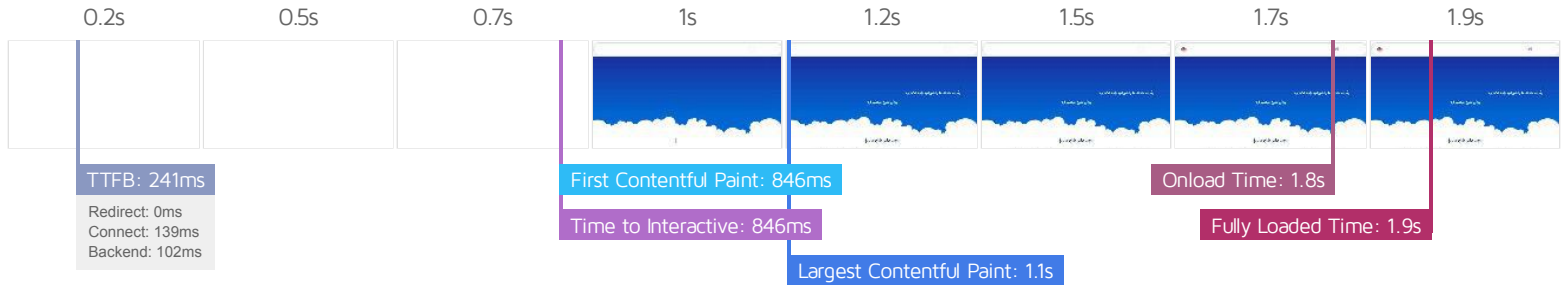 0.2s
0.5s
0.7s
1s
1.2s
1.5s
1.7s
1.9s
TTFB: 241ms
Redirect: 0ms
Connect: 139ms
Backend: 102ms
First Contentful Paint: 846ms
Time to Interactive: 846ms
Largest Contentful Paint: 1.1s
Onload Time: 1.8s
Fully Loaded Time: 1.9s